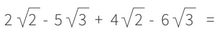 2√2 - 5√3 + 4√2 - 6√3 =